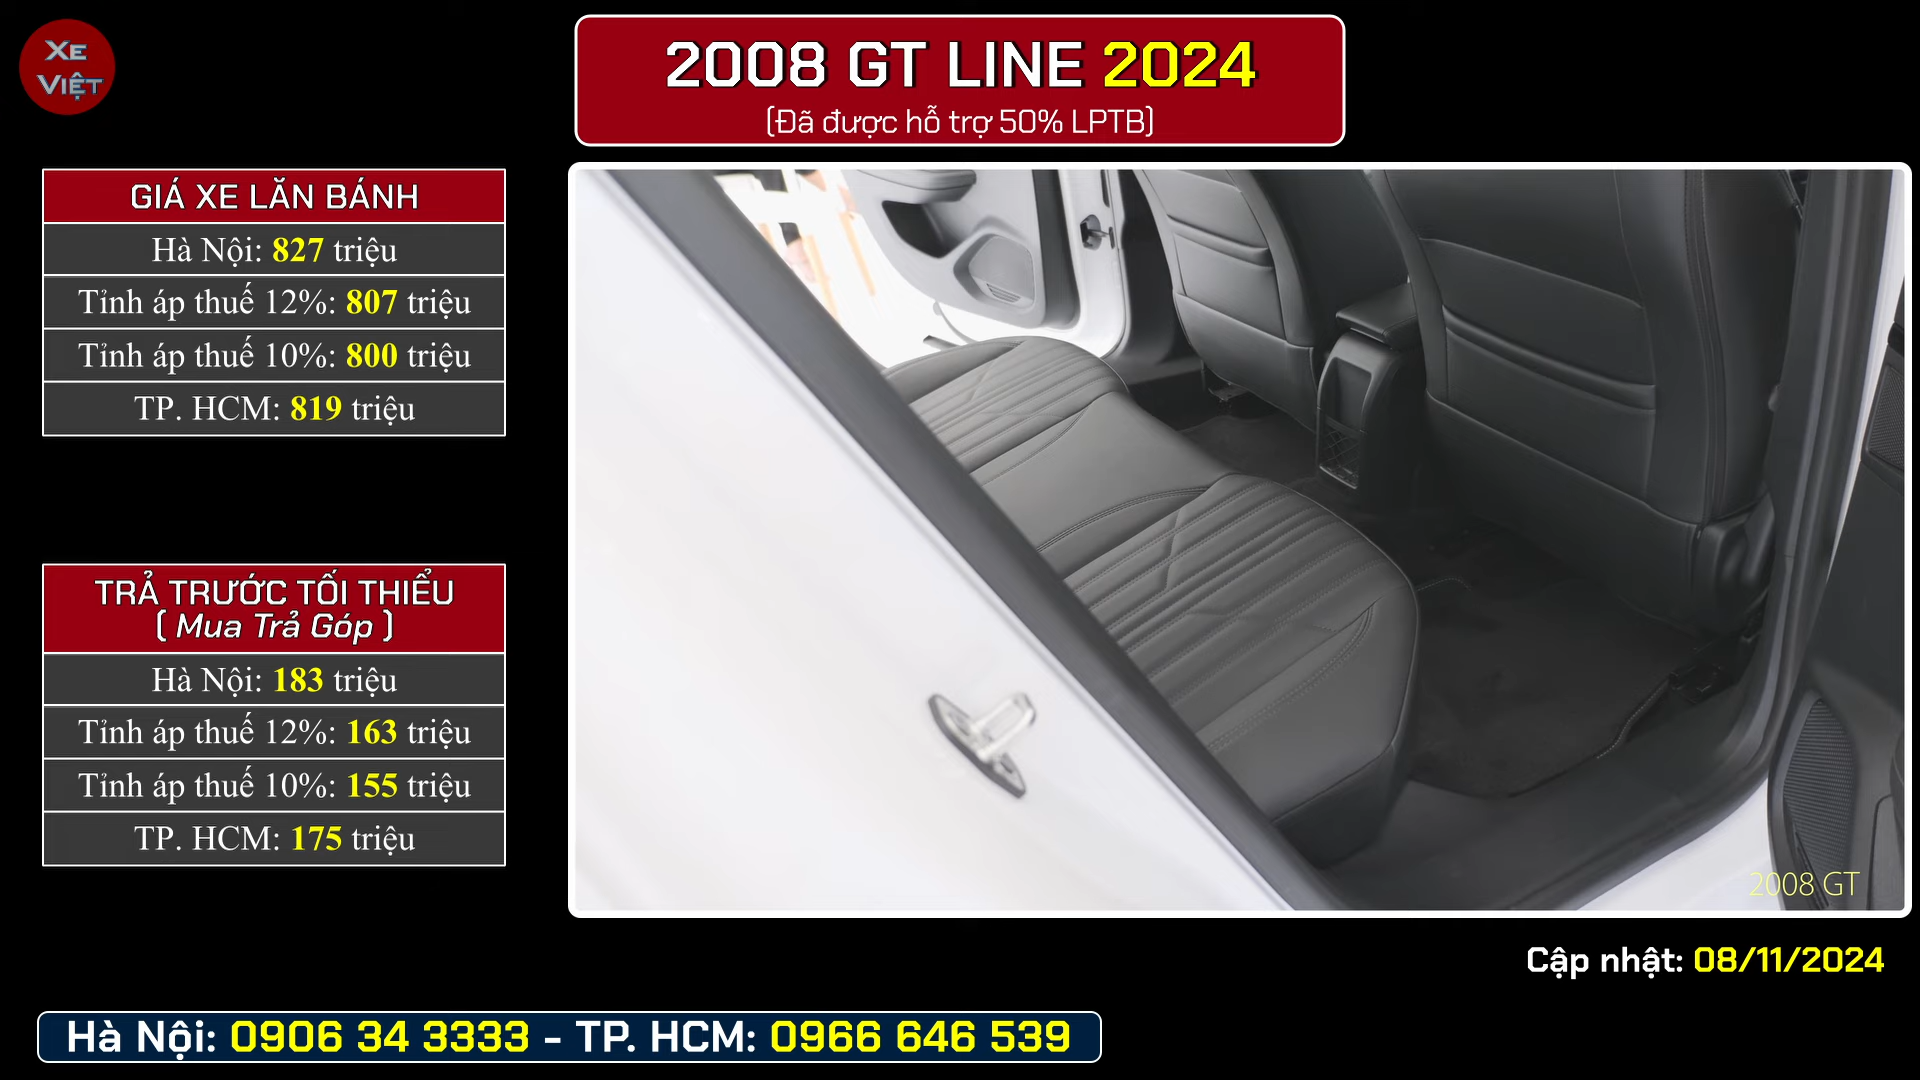 XE
VIỆT
2008 GT LINE 2024
(Đã được hỗ trợ 50% LPTB)
GIÁ XE LĂN BÁNH
Hà Nội: 827 triệu
Tỉnh áp thuế 12%: 807 triệu
Tỉnh áp thuế 10%: 800 triệu
TP. HCM: 819 triệu
TRẢ TRƯỚC TỐI THIỂU
( Mua Trả Góp )
Hà Nội: 183 triệu
Tỉnh áp thuế 12%: 163 triệu
Tỉnh áp thuế 10%: 155 triệu
TP. HCM: 175 triệu
2008 GT
Cập nhật: 08/11/2024
Hà Nội: 0906 34 3333 - TP. HCM: 0966 646 539